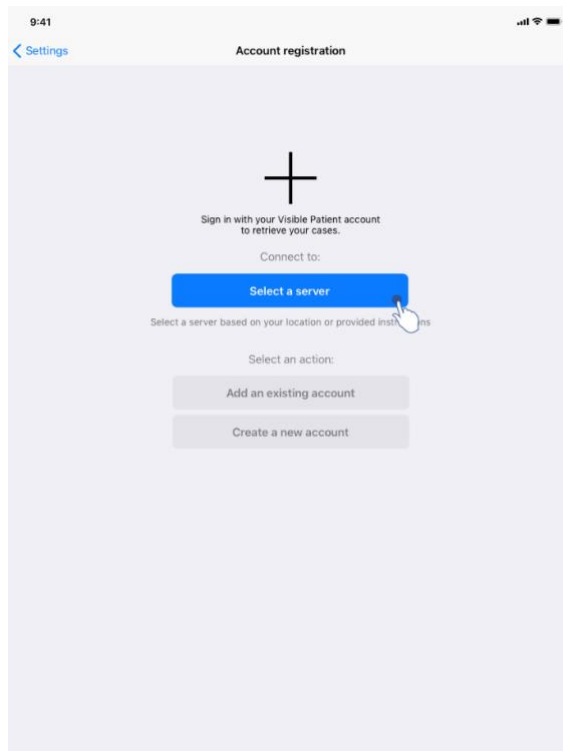 9:41
Settings
Account registration
Sign in with your Visible Patient account
to retrieve your cases.
Connect to:
Select a server
Select a server based on your location or provided
Select an action:
Add an existing account
Create a new account